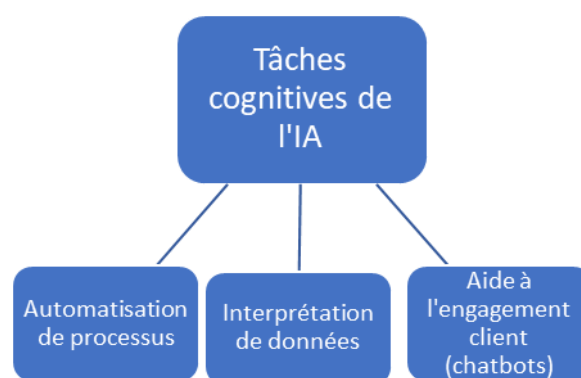 Tâches
cognitives de
l'IA
Automatisation
de processus
Interprétation
de données
Aide à
l'engagement
client
(chatbots)